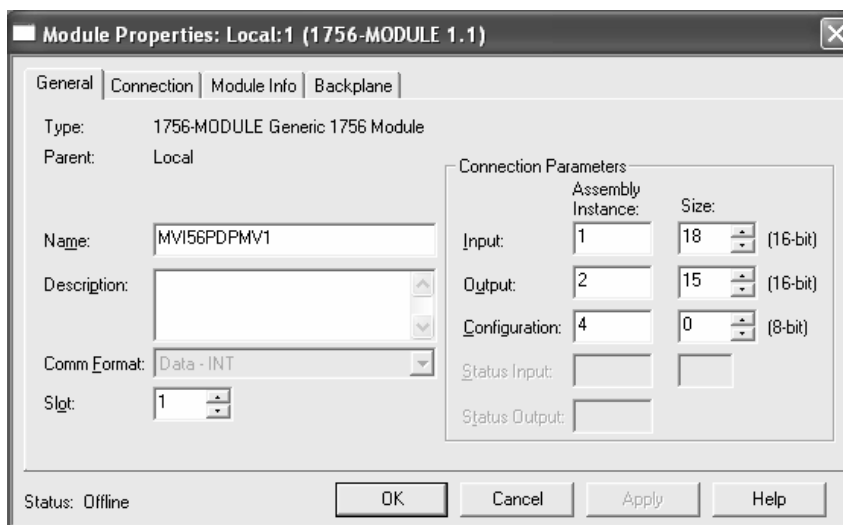 Module Properties: Local:1 (1756-MODULE 1.1)
General Connection Module Info Backplane
Type: 1756-MODULE Generic 1756 Module
Parent: Local
Connection Parameters
Assembly
Instance: Size:
Name: MVI56PDPMV1
Input: 1 18 (16-bit)
Description:
Output: 2 15 (16-bit)
Configuration: 4 0 (8-bit)
Comm Format: Data - INT
Status Input:
Slot: 1
Status Output:
Status: Offline
OK Cancel Apply Help